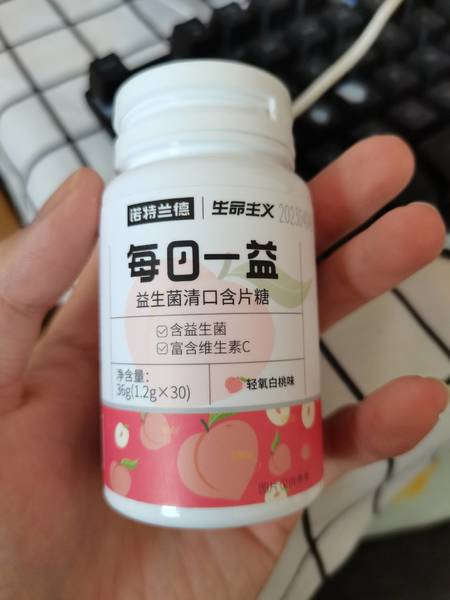 诺特兰德 生命主义
每日一益
益生菌清口含片糖
含益生菌
富含维生素C
净含量:
36g(1.2g×30)
轻氧白桃味